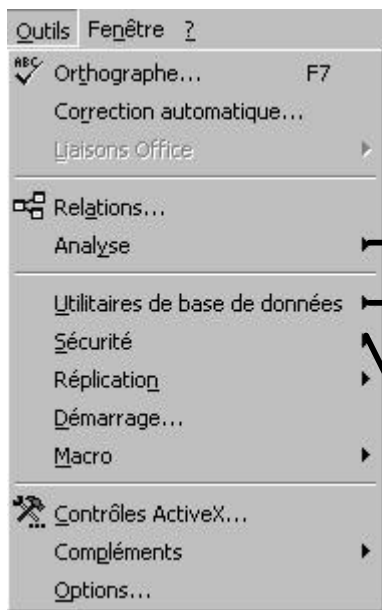 Outils Fenêtre ?
ABC Orthographe... F7
Correction automatique...
Liaisons Office
Relations...
Analyse
Utilitaires de base de données
Sécurité
Réplication
Démarrage...
Macro
Contrôles ActiveX...
Compléments
Options...